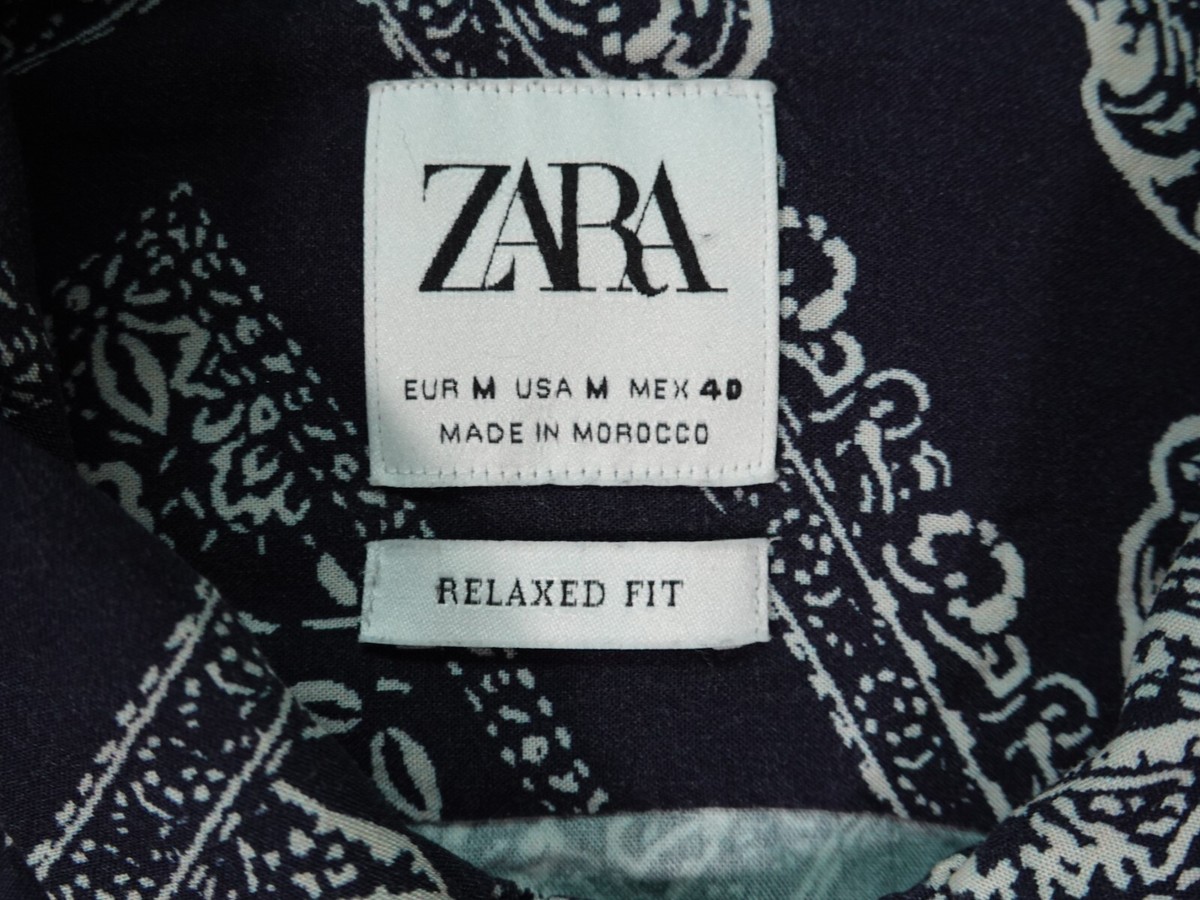 ZARA
EUR M USA M MEX 40
MADE IN MOROCCO
RELAXED FIT